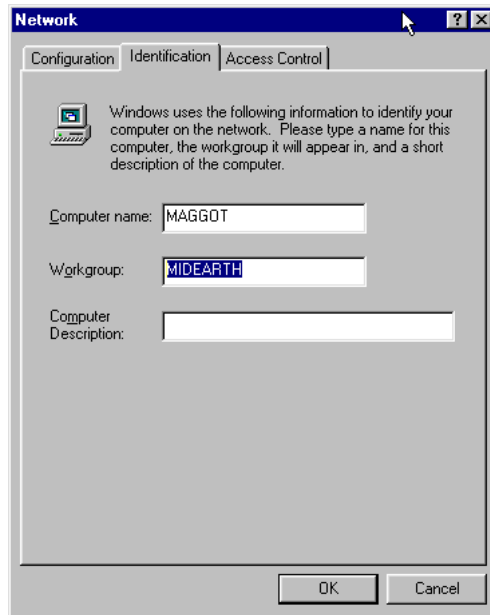 Network
Configuration Identification Access Control
Windows uses the following information to identify your
computer on the network. Please type a name for this
computer, the workgroup it will appear in, and a short
description of the computer.
Computer name: MAGGOT
Workgroup: MIDEARTH
Computer
Description:
OK Cancel